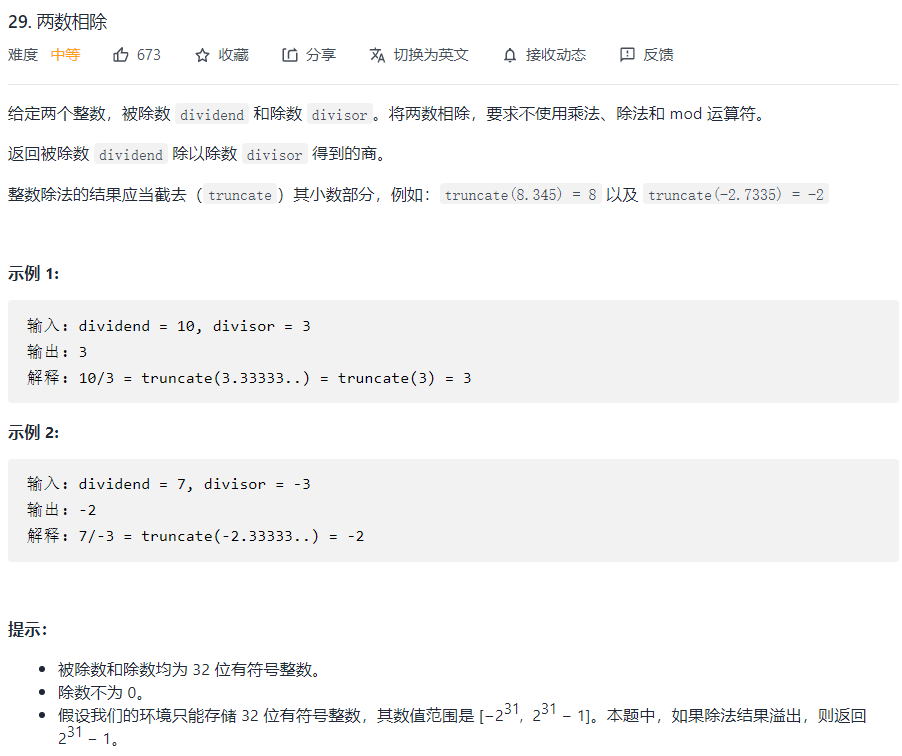 29. 两数相除
难度 中等 673 收藏 分享 切换为英文 接收动态 反馈
给定两个整数，被除数 dividend 和除数 divisor。将两数相除，要求不使用乘法、除法和 mod 运算符。
返回被除数 dividend 除以除数 divisor 得到的商。
整数除法的结果应当截去（truncate）其小数部分，例如：truncate(8.345) = 8 以及 truncate(-2.7335) = -2
示例 1:
输入: dividend = 10, divisor = 3
输出: 3
解释: 10/3 = truncate(3.33333..) = truncate(3) = 3
示例 2:
输入: dividend = 7, divisor = -3
输出: -2
解释: 7/-3 = truncate(-2.33333..) = -2
提示：
• 被除数和除数均为 32 位有符号整数。
• 除数不为 0。
• 假设我们的环境只能存储 32 位有符号整数，其数值范围是 [−2³¹, 2³¹ − 1]。本题中，如果除法结果溢出，则返回
2³¹ − 1。